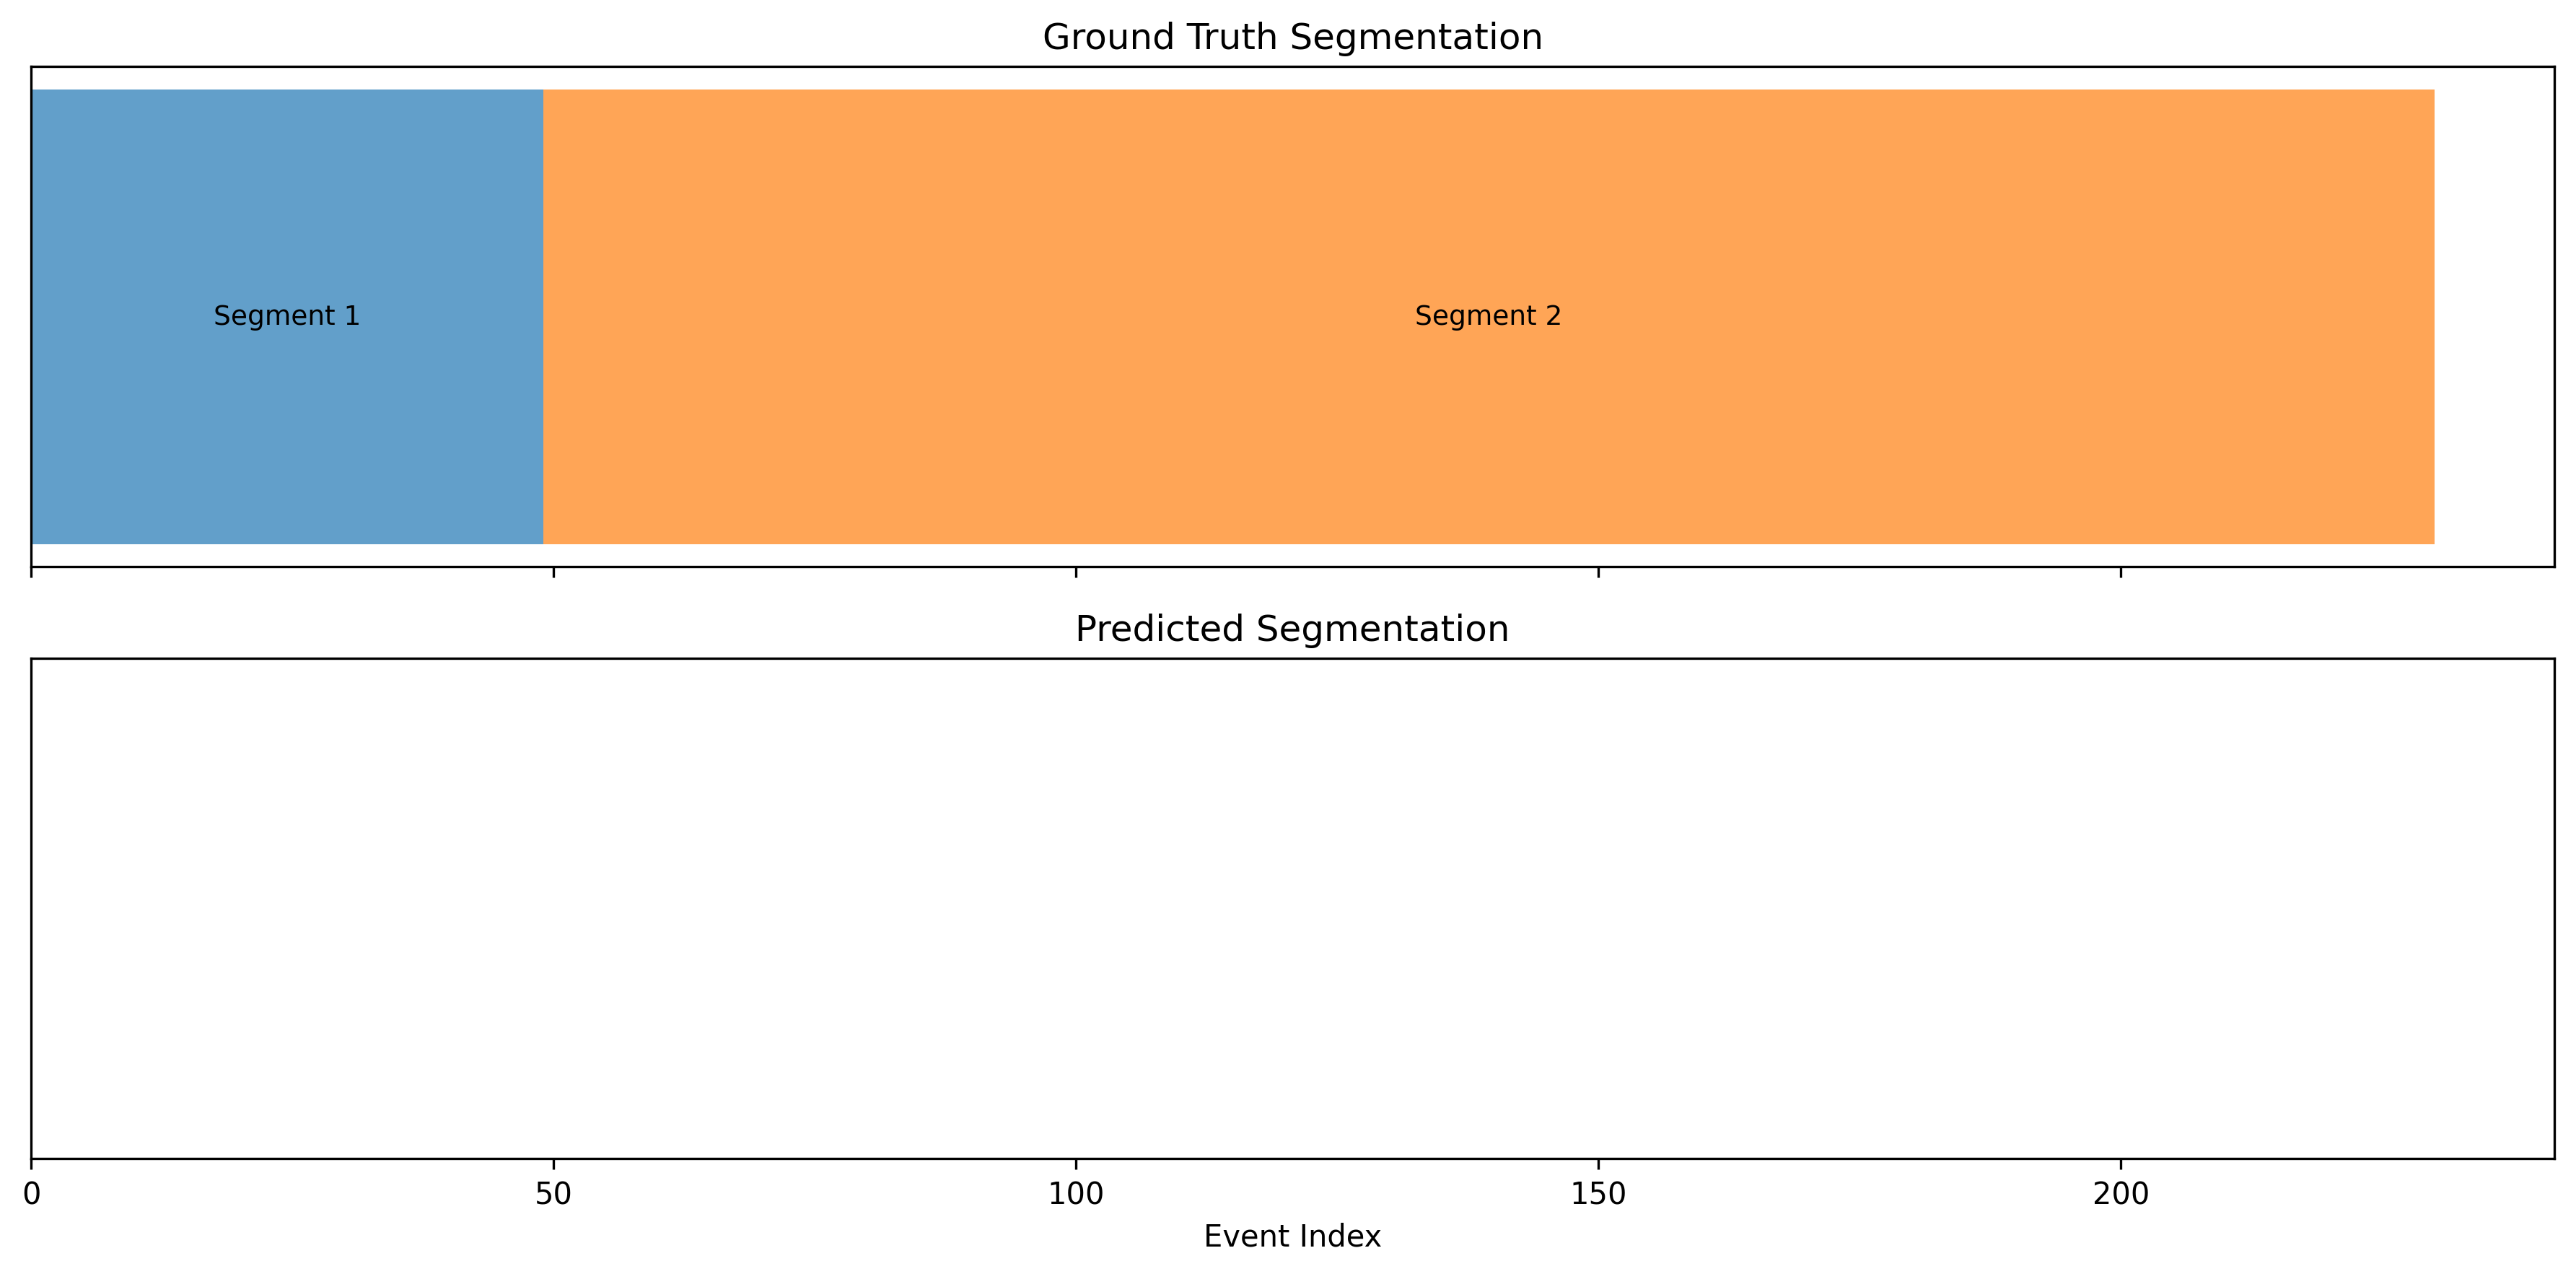 Ground Truth Segmentation
Segment 1 Segment 2
Predicted Segmentation
0 50 100 150 200
Event Index